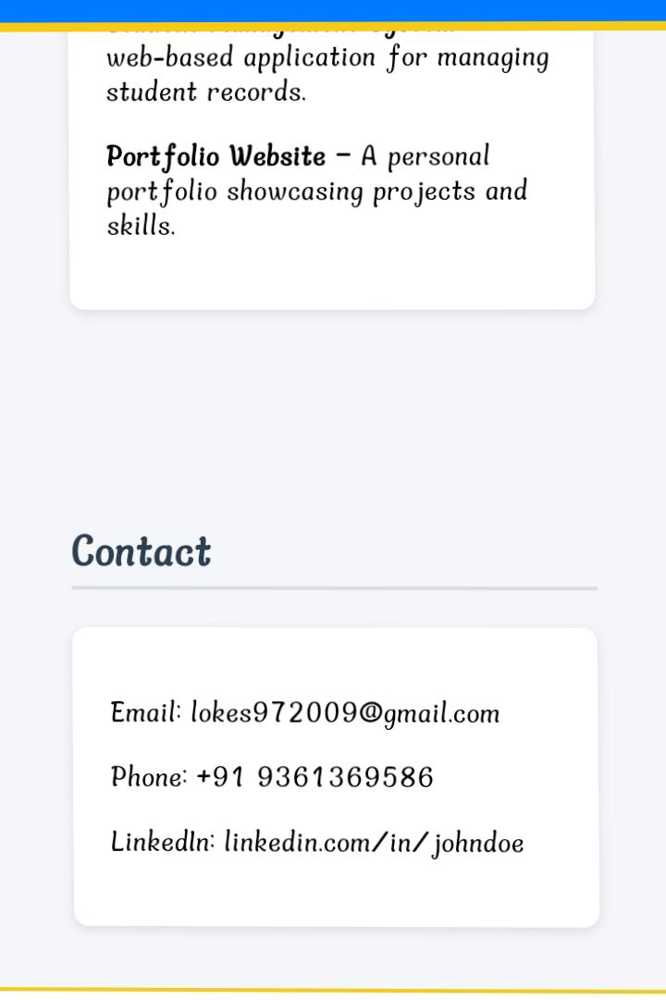 web-based application for managing
student records.
Portfolio Website - A personal
portfolio showcasing projects and
skills.
Contact
Email: lokes972009@gmail.com
Phone: +91 9361369586
LinkedIn: linkedin.com/in/johndoe